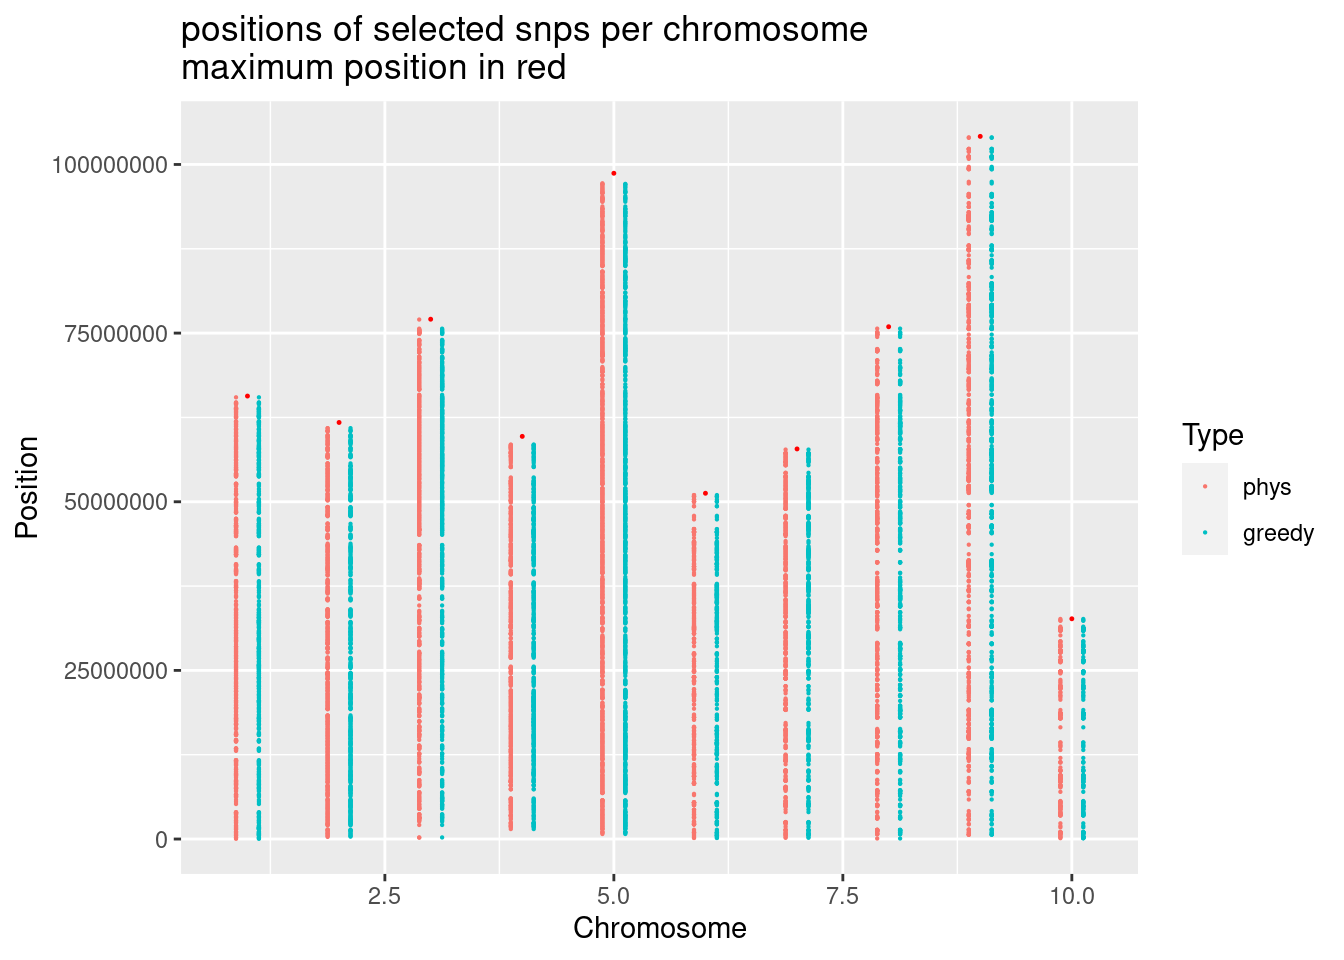 positions of selected snps per chromosome
maximum position in red
100000000
75000000
50000000
25000000
0
Position
2.5
5.0
7.5
10.0
Chromosome
Type
phys
greedy